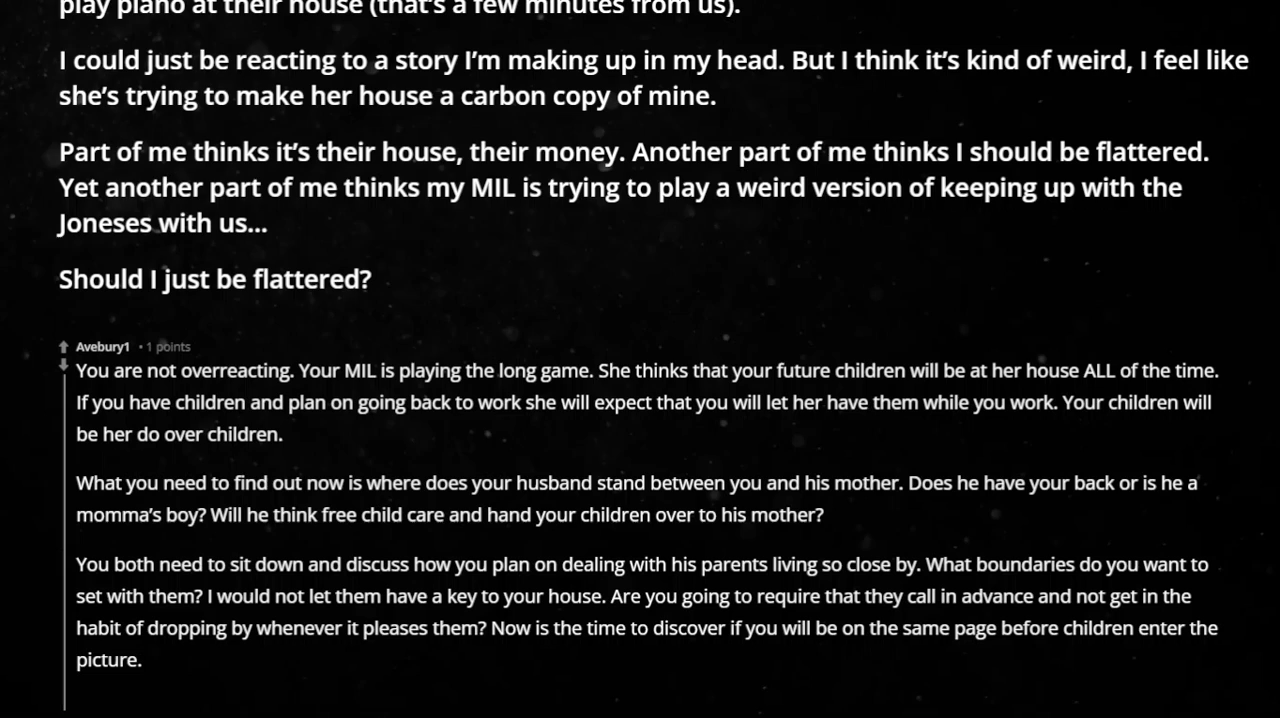 play piano at their house (that's a few minutes from us).
I could just be reacting to a story I'm making up in my head. But I think it's kind of weird, I feel like
she's trying to make her house a carbon copy of mine.
Part of me thinks it's their house, their money. Another part of me thinks I should be flattered.
Yet another part of me thinks my MIL is trying to play a weird version of keeping up with the
Joneses with us...
Should I just be flattered?
Avebury1 • 1 points
You are not overreacting. Your MIL is playing the long game. She thinks that your future children will be at her house ALL of the time.
If you have children and plan on going back to work she will expect that you will let her have them while you work. Your children will
be her do over children.
What you need to find out now is where does your husband stand between you and his mother. Does he have your back or is he a
momma's boy? Will he think free child care and hand your children over to his mother?
You both need to sit down and discuss how you plan on dealing with his parents living so close by. What boundaries do you want to
set with them? I would not let them have a key to your house. Are you going to require that they call in advance and not get in the
habit of dropping by whenever it pleases them? Now is the time to discover if you will be on the same page before children enter the
picture.